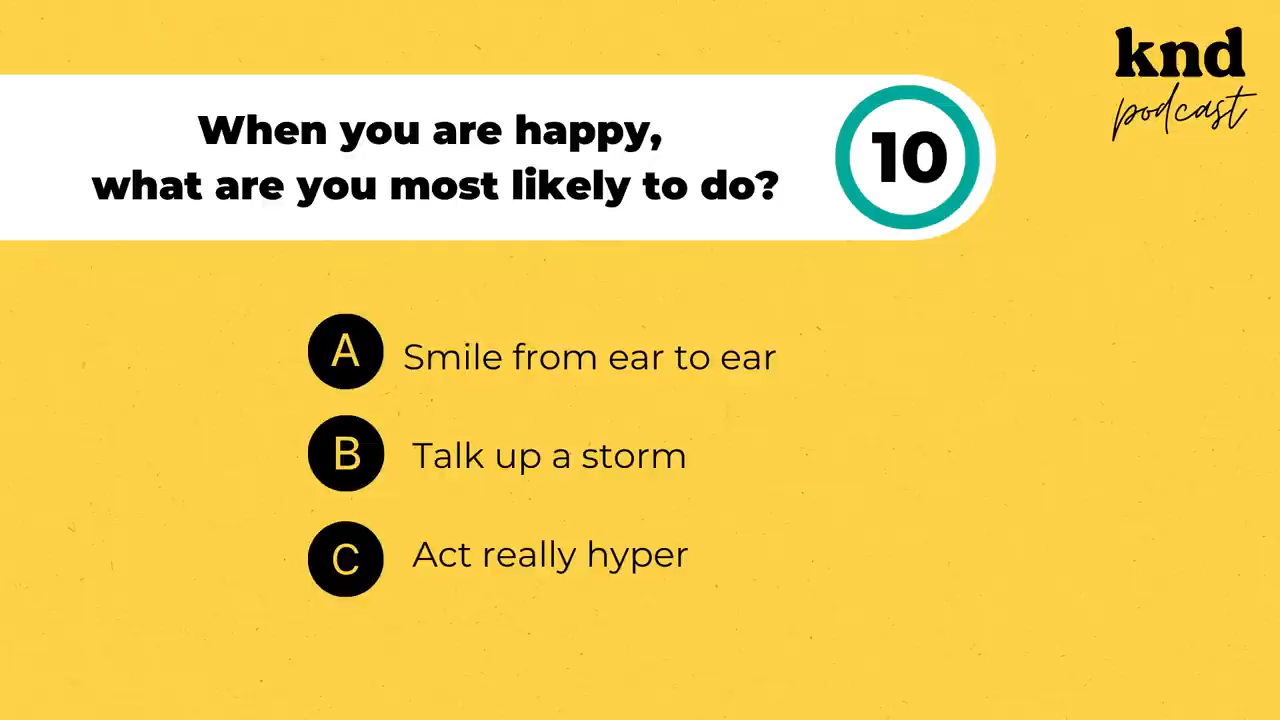 knd
podcast
When you are happy,
what are you most likely to do?
10
A Smile from ear to ear
B Talk up a storm
C Act really hyper